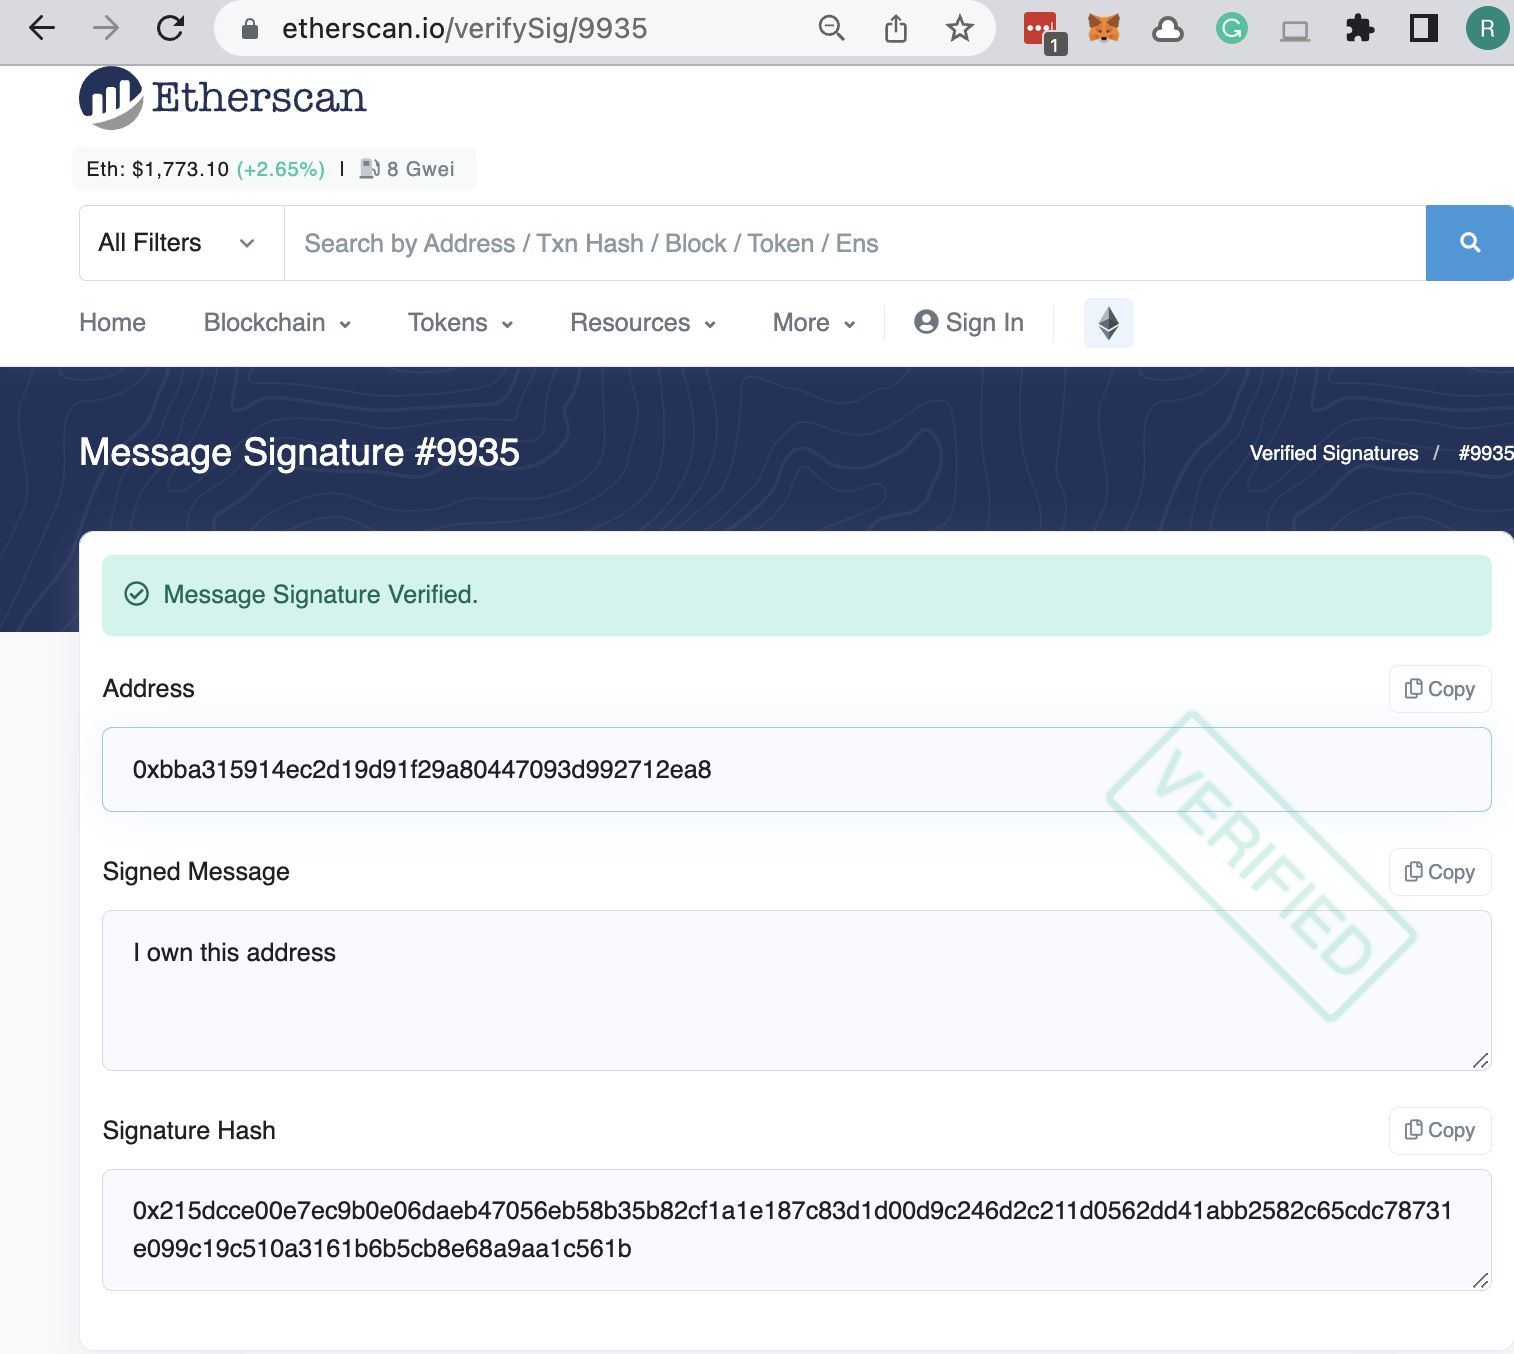 etherscan.io/verifySig/9935
1
G
R
Etherscan
Eth: $1,773.10 (+2.65%) | 8 Gwei
All Filters
Search by Address / Txn Hash / Block / Token / Ens
Home Blockchain Tokens Resources More Sign In
Message Signature #9935
Verified Signatures / #9935
Message Signature Verified.
Address
Copy
0xbba315914ec2d19d91f29a80447093d992712ea8
VERIFIED
Signed Message
Copy
I own this address
Signature Hash
Copy
0x215dcce00e7ec9b0e06daeb47056eb58b35b82cf1a1e187c83d1d00d9c246d2c211d0562dd41abb2582c65cdc78731
e099c19c510a3161b6b5cb8e68a9aa1c561b